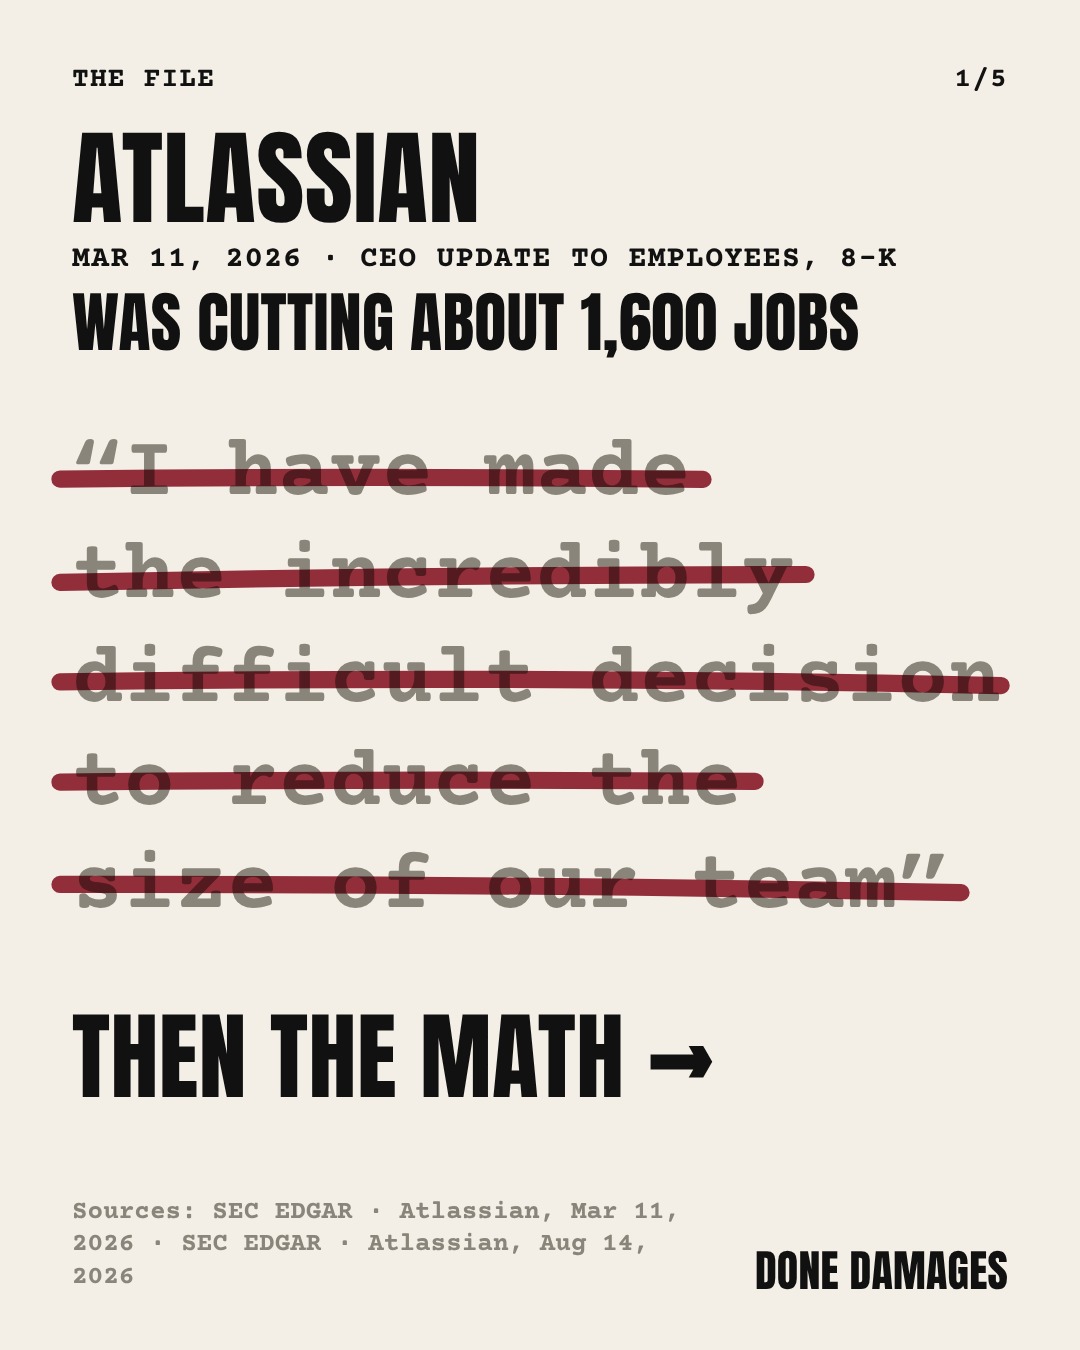 THE FILE
1/5
ATLASSIAN
MAR 11, 2026 · CEO UPDATE TO EMPLOYEES, 8-K
WAS CUTTING ABOUT 1,600 JOBS
“I have made
the incredibly
difficult decision
to reduce the
size of our team”
THEN THE MATH →
Sources: SEC EDGAR · Atlassian, Mar 11,
2026 · SEC EDGAR · Atlassian, Aug 14,
2026
DONE DAMAGES